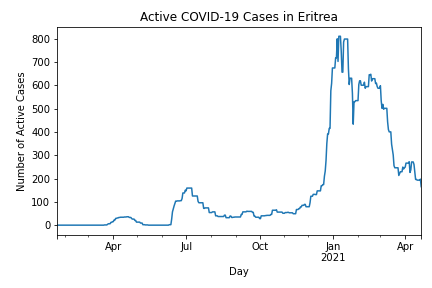 Active COVID-19 Cases in Eritrea
Number of Active Cases
800
700
600
500
400
300
200
100
0
Apr
Jul
Oct
Jan
2021
Apr
Day